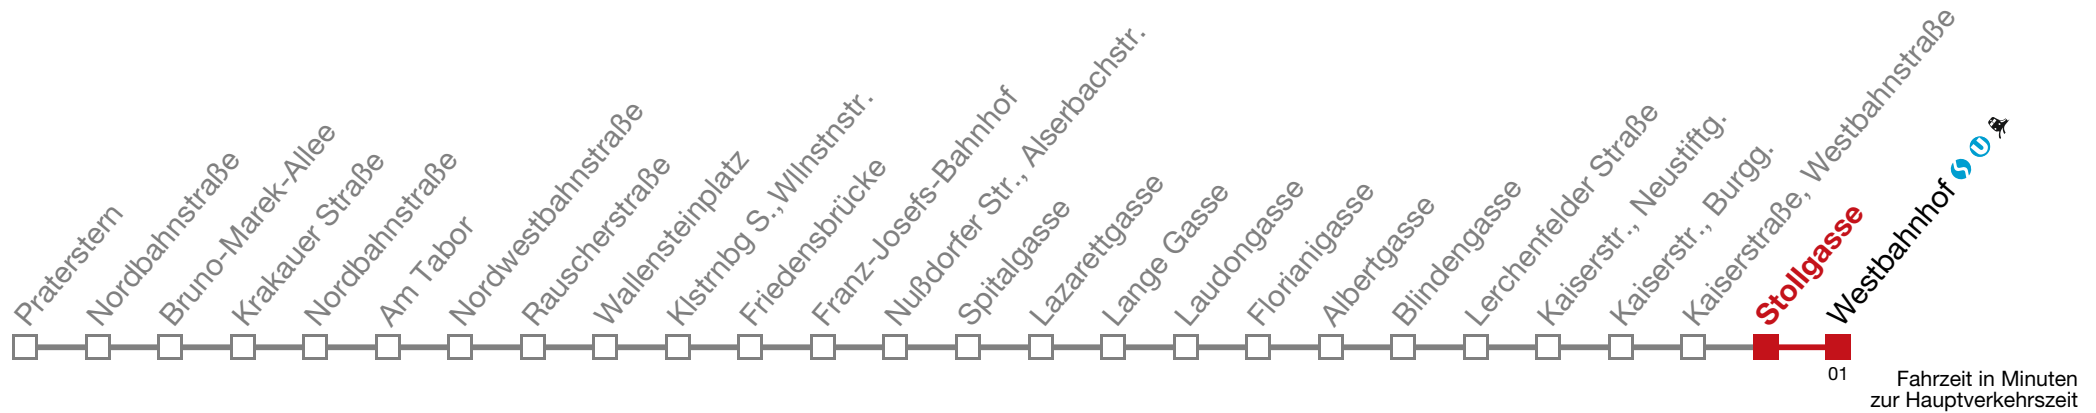 Praterstern
Nordbahnstraße
Bruno-Marek-Allee
Krakauer Straße
Nordbahnstraße
Am Tabor
Nordwestbahnstraße
Rauscherstraße
Wallensteinplatz
Klstrnbg S., Wllnstnstr.
Friedensbrücke
Franz-Josefs-Bahnhof
Nußdorfer Str., Alserbachstr.
Spitalgasse
Lazarettgasse
Lange Gasse
Laudongasse
Florianigasse
Albertgasse
Blindengasse
Lerchenfelder Straße
Kaiserstr., Neustiftg.
Kaiserstr., Burgg.
Kaiserstraße, Westbahnstraße
Stollgasse
Westbahnhof S U
01
Fahrzeit in Minuten
zur Hauptverkehrszeit